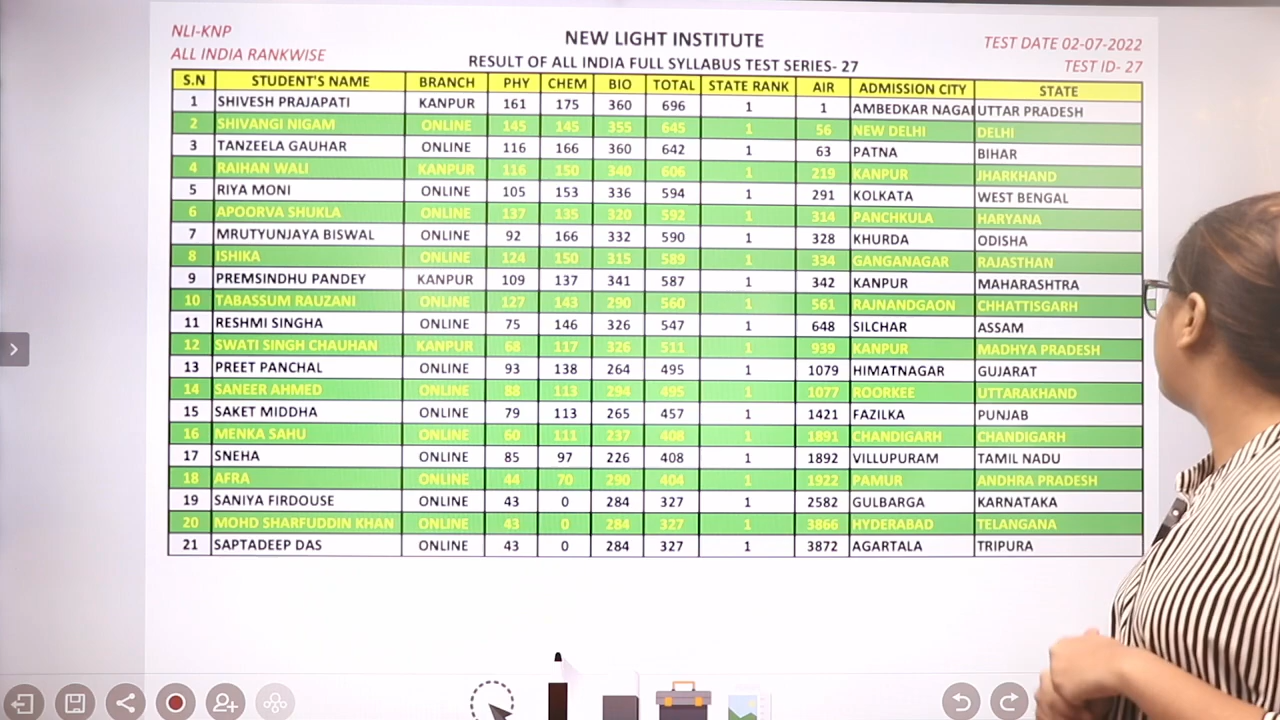 NLI-KNP
NEW LIGHT INSTITUTE
TEST DATE 02-07-2022
ALL INDIA RANKWISE
RESULT OF ALL INDIA FULL SYLLABUS TEST SERIES- 27
TEST ID- 27
S.N STUDENT'S NAME BRANCH PHY CHEM BIO TOTAL STATE RANK AIR ADMISSION CITY STATE
1 SHIVESH PRAJAPATI KANPUR 161 175 360 696 1 1 AMBEDKAR NAGAI UTTAR PRADESH
2 SHIVANGI NIGAM ONLINE 145 145 355 645 1 56 NEW DELHI DELHI
3 TANZEELA GAUHAR ONLINE 116 166 360 642 1 63 PATNA BIHAR
4 RAIHAN WALI KANPUR 116 150 340 606 1 219 KANPUR JHARKHAND
5 RIYA MONI ONLINE 105 153 336 594 1 291 KOLKATA WEST BENGAL
6 APOORVA SHUKLA ONLINE 137 135 320 592 1 314 PANCHKULA HARYANA
7 MRUTYUNJAYA BISWAL ONLINE 92 166 332 590 1 328 KHURDA ODISHA
8 ISHIKA ONLINE 124 150 315 589 1 334 GANGANAGAR RAJASTHAN
9 PREMSINDHU PANDEY KANPUR 109 137 341 587 1 342 KANPUR MAHARASHTRA
10 TABASSUM RAUZANI ONLINE 127 143 290 560 1 561 RAJNANDGAON CHHATTISGARH
11 RESHMI SINGHA ONLINE 75 146 326 547 1 648 SILCHAR ASSAM
12 SWATI SINGH CHAUHAN KANPUR 68 117 326 511 1 939 KANPUR MADHYA PRADESH
13 PREET PANCHAL ONLINE 93 138 264 495 1 1079 HIMATNAGAR GUJARAT
14 SANEER AHMED ONLINE 88 113 294 495 1 1077 ROORKEE UTTARAKHAND
15 SAKET MIDDHA ONLINE 79 113 265 457 1 1421 FAZILKA PUNJAB
16 MENKA SAHU ONLINE 60 111 237 408 1 1891 CHANDIGARH CHANDIGARH
17 SNEHA ONLINE 85 97 226 408 1 1892 VILLUPURAM TAMIL NADU
18 AFRA ONLINE 44 70 290 404 1 1922 PAMUR ANDHRA PRADESH
19 SANIYA FIRDOUSE ONLINE 43 0 284 327 1 2582 GULBARGA KARNATAKA
20 MOHD SHARFUDDIN KHAN ONLINE 43 0 284 327 1 3866 HYDERABAD TELANGANA
21 SAPTADEEP DAS ONLINE 43 0 284 327 1 3872 AGARTALA TRIPURA